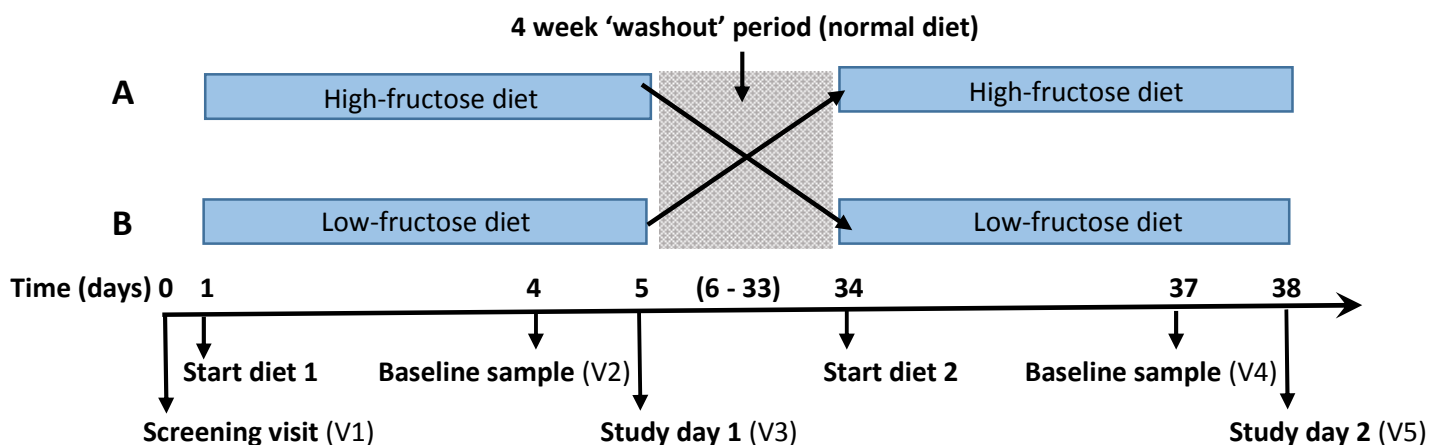 4 week ‘washout’ period (normal diet)
A High-fructose diet High-fructose diet
B Low-fructose diet Low-fructose diet
Time (days) 0 1 4 5 (6 - 33) 34 37 38
Start diet 1 Baseline sample (V2) Start diet 2 Baseline sample (V4)
Screening visit (V1) Study day 1 (V3) Study day 2 (V5)